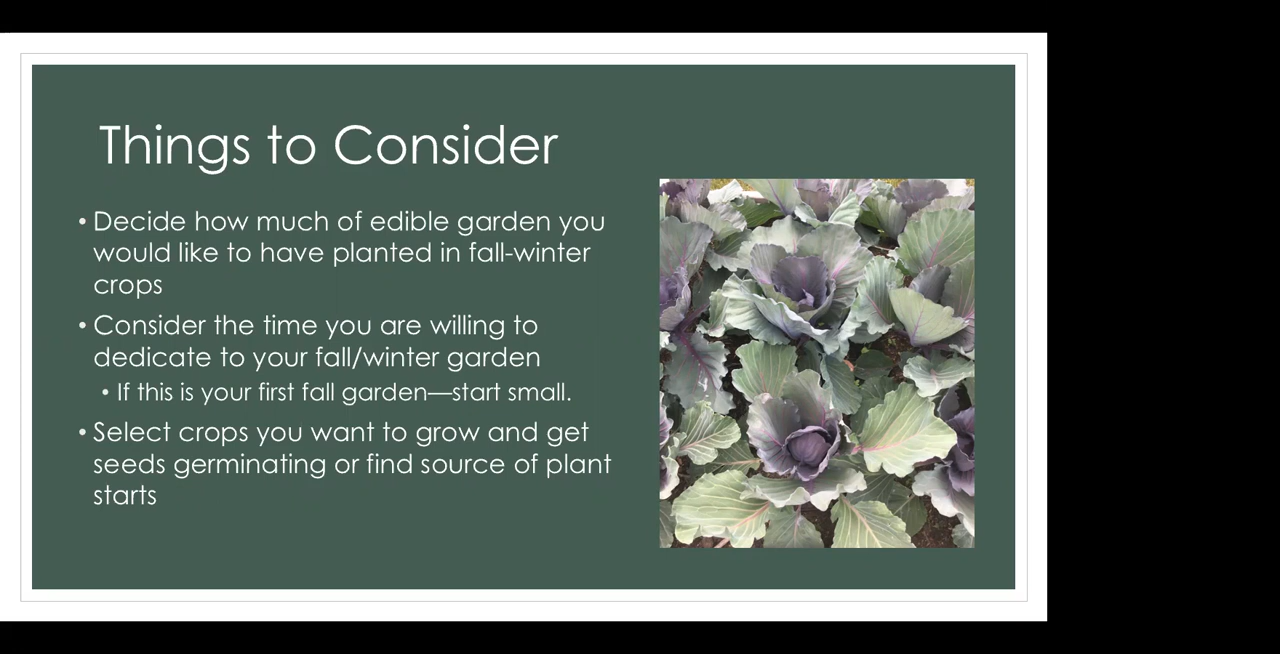 Things to Consider
• Decide how much of edible garden you
would like to have planted in fall-winter
crops
• Consider the time you are willing to
dedicate to your fall/winter garden
• If this is your first fall garden—start small.
• Select crops you want to grow and get
seeds germinating or find source of plant
starts